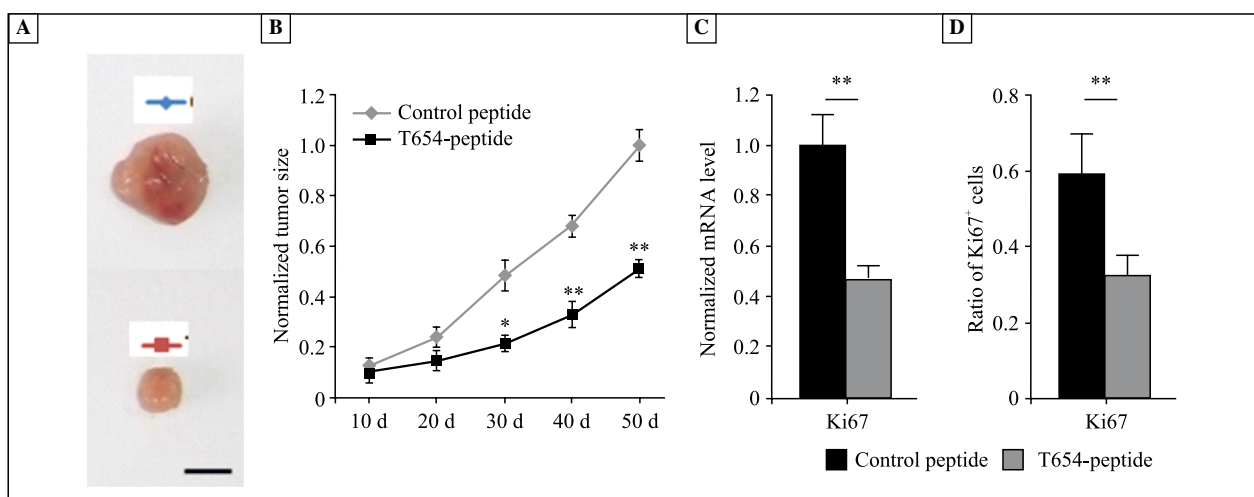 A
B
C
D
Control peptide
T654-peptide
Normalized tumor size
1.2
1.0
0.8
0.6
0.4
0.2
0
10 d
20 d
30 d
40 d
50 d
*
**
**
Normalized mRNA level
1.2
1.0
0.8
0.6
0.4
0.2
0
**
Ki67
Ratio of Ki67⁺ cells
0.8
0.6
0.4
0.2
0
**
Ki67
Control peptide
T654-peptide